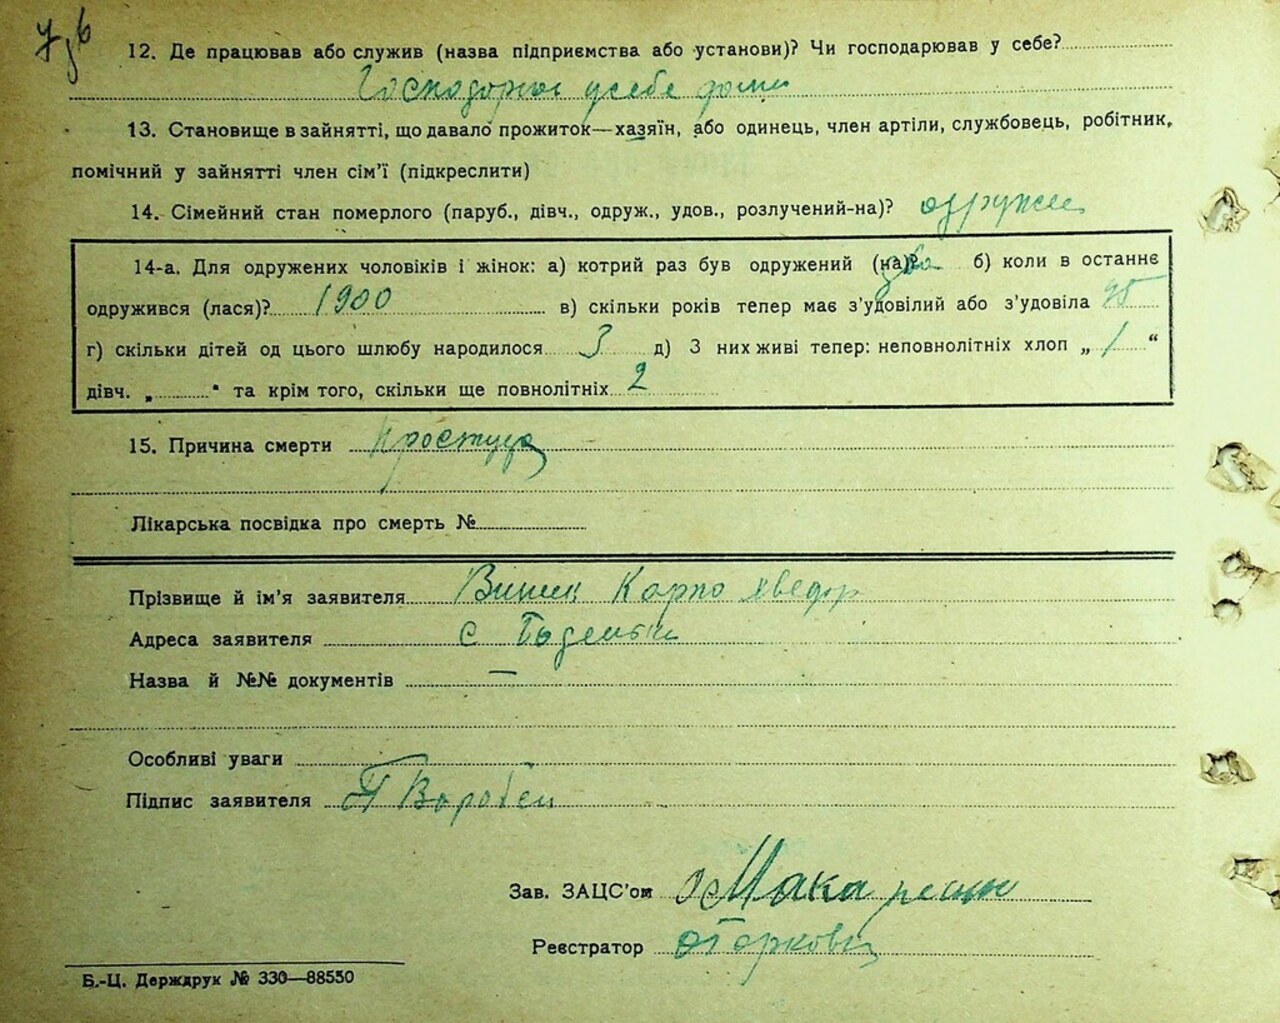 12. Де працював або служив (назва підприємства або установи)? Чи господарював у себе?
усебе дома
13. Становище в зайнятті, що давало прожиток—хазяїн, або одинець, член артілі, службовець, робітник,
помічний у зайнятті член сім’ї (підкреслити)
14. Сімейний стан померлого (паруб., дівч., одруж., удов., розлучений-на)? одружен
14-а. Для одружених чоловіків і жінок: а) котрий раз був одружений (на)? два б) коли в останнє
одружився (лася)? 1900 в) скільки років тепер має з’удовілий або з’удовіла
г) скільки дітей од цього шлюбу народилося 3 д) З них живі тепер: неповнолітніх хлоп „ 1 “
дівч. „ “ та крім того, скільки ще повнолітніх 2
15. Причина смерти простуда
Лікарська посвідка про смерть №
Прізвище й ім’я заявителя Карпо
Адреса заявителя с
Назва й №№ документів —
Особливі уваги
Підпис заявителя
Зав. ЗАЦС’ом
Реєстратор
Б.-Ц. Держдрук № 330—88550